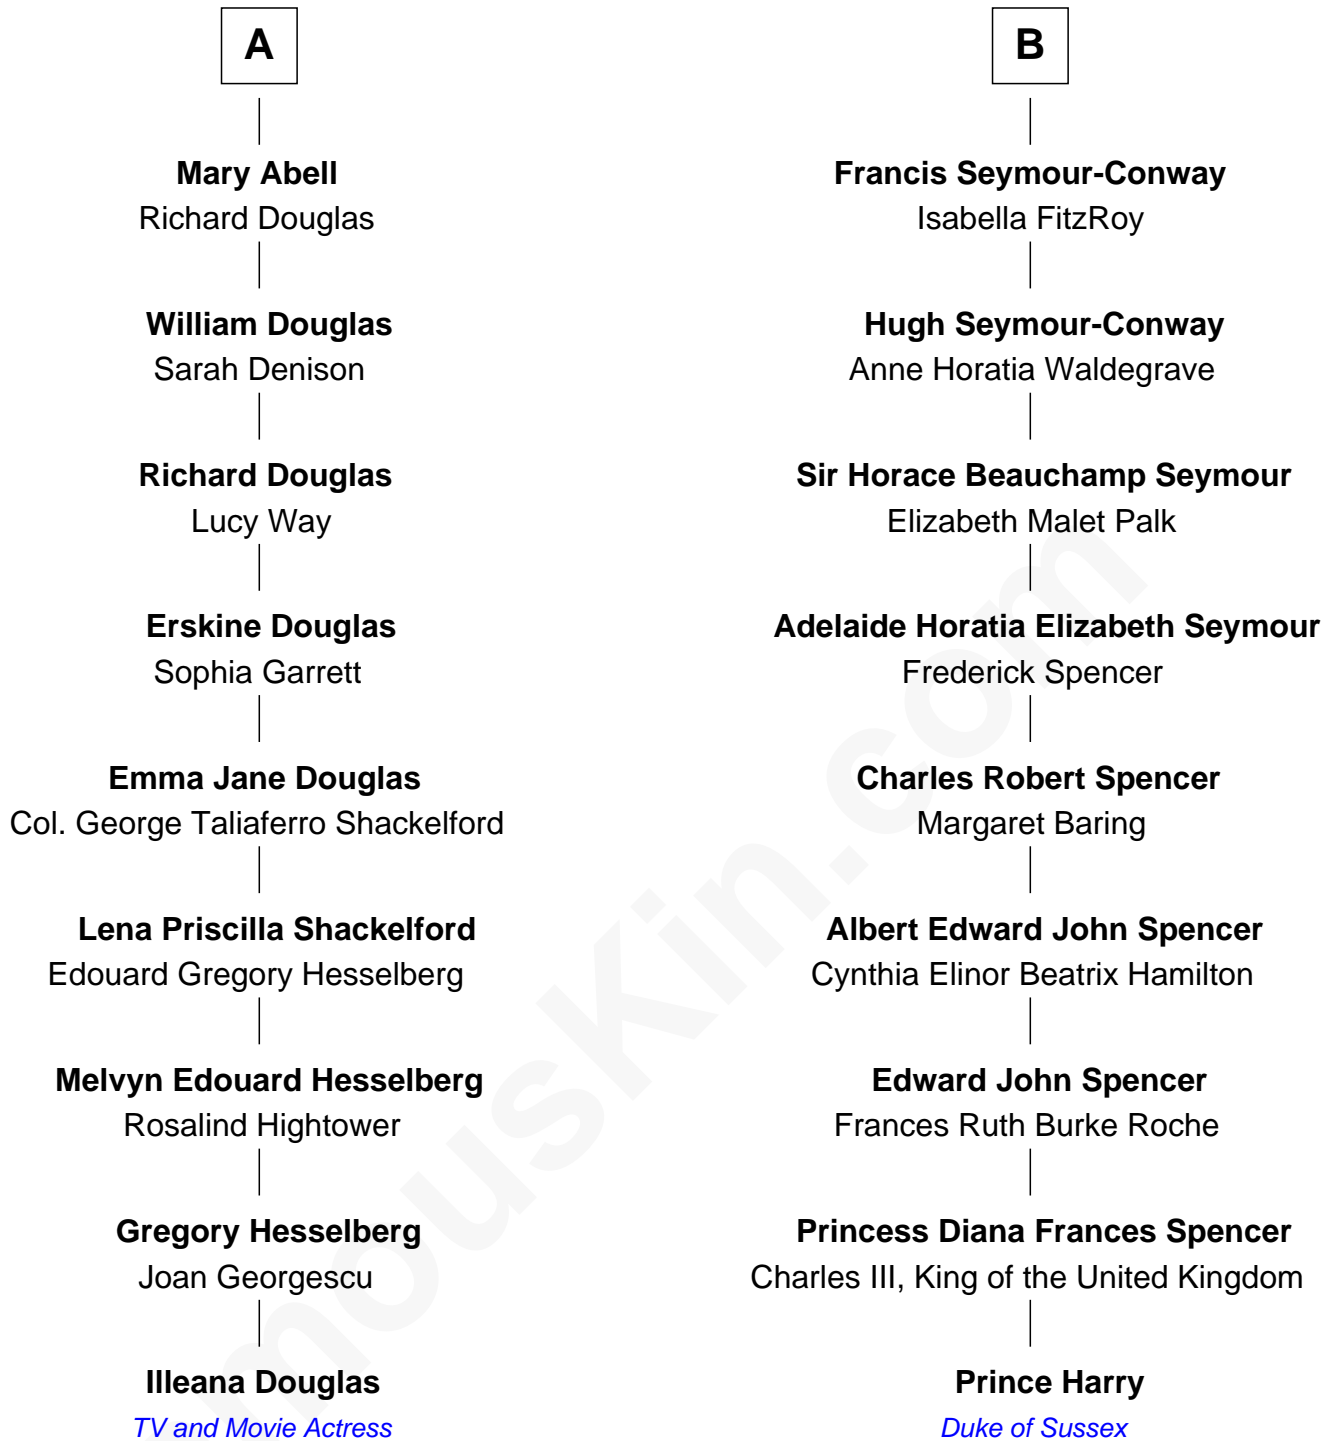 A
Mary Abell
Richard Douglas
William Douglas
Sarah Denison
Richard Douglas
Lucy Way
Erskine Douglas
Sophia Garrett
Emma Jane Douglas
Col. George Taliaferro Shackelford
Lena Priscilla Shackelford
Edouard Gregory Hesselberg
Melvyn Edouard Hesselberg
Rosalind Hightower
Gregory Hesselberg
Joan Georgescu
Illeana Douglas
TV and Movie Actress
B
Francis Seymour-Conway
Isabella FitzRoy
Hugh Seymour-Conway
Anne Horatia Waldegrave
Sir Horace Beauchamp Seymour
Elizabeth Malet Palk
Adelaide Horatia Elizabeth Seymour
Frederick Spencer
Charles Robert Spencer
Margaret Baring
Albert Edward John Spencer
Cynthia Elinor Beatrix Hamilton
Edward John Spencer
Frances Ruth Burke Roche
Princess Diana Frances Spencer
Charles III, King of the United Kingdom
Prince Harry
Duke of Sussex
mousKin.com